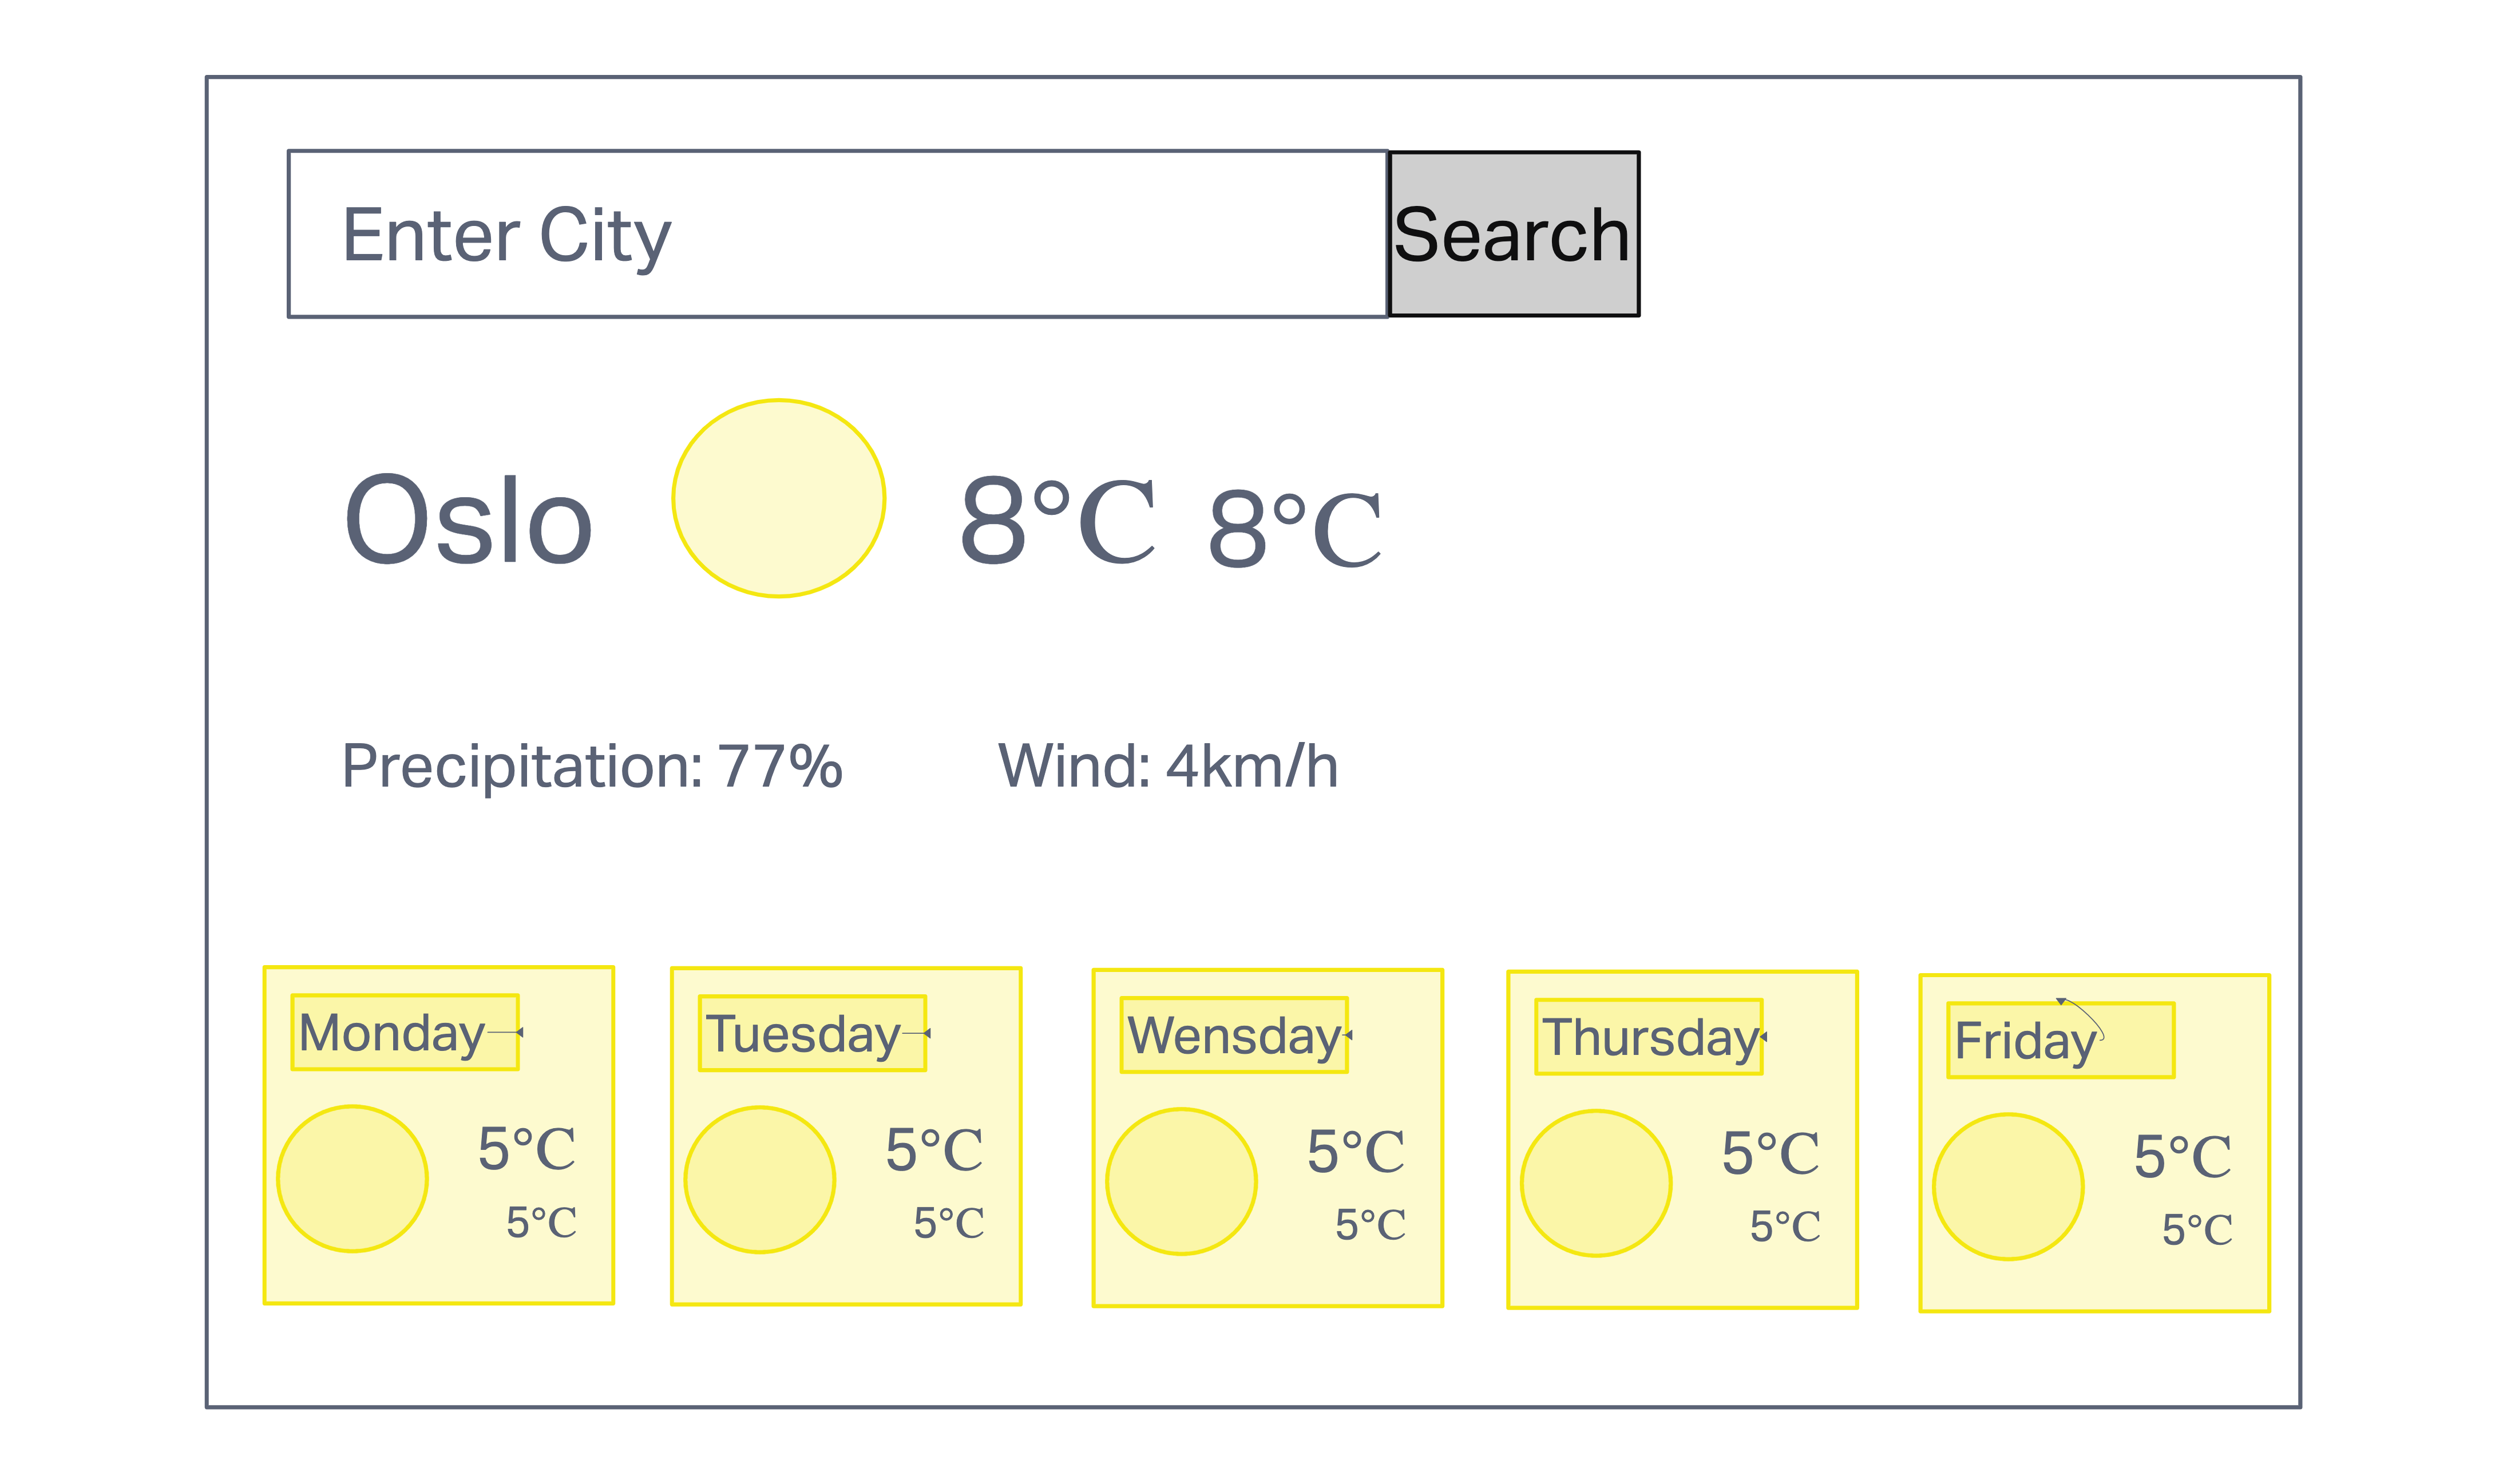 Enter City
Search
Oslo
8°C 8°C
Precipitation: 77%
Wind: 4km/h
Monday
5°C
5°C
Tuesday
5°C
5°C
Wensday
5°C
5°C
Thursday
5°C
5°C
Friday
5°C
5°C